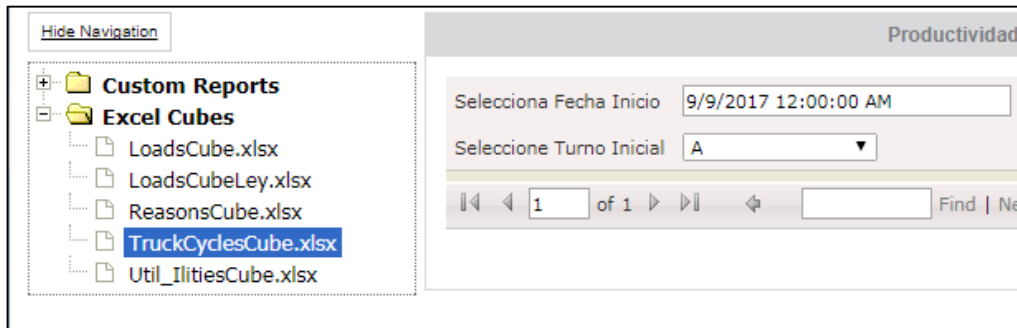 Hide Navigation
Custom Reports
Excel Cubes
LoadsCube.xlsx
LoadsCubeLey.xlsx
ReasonsCube.xlsx
TruckCyclesCube.xlsx
Util_IlitiesCube.xlsx
Productividad
Selecciona Fecha Inicio 9/9/2017 12:00:00 AM
Seleccione Turno Inicial A
1 of 1 Find | Ne